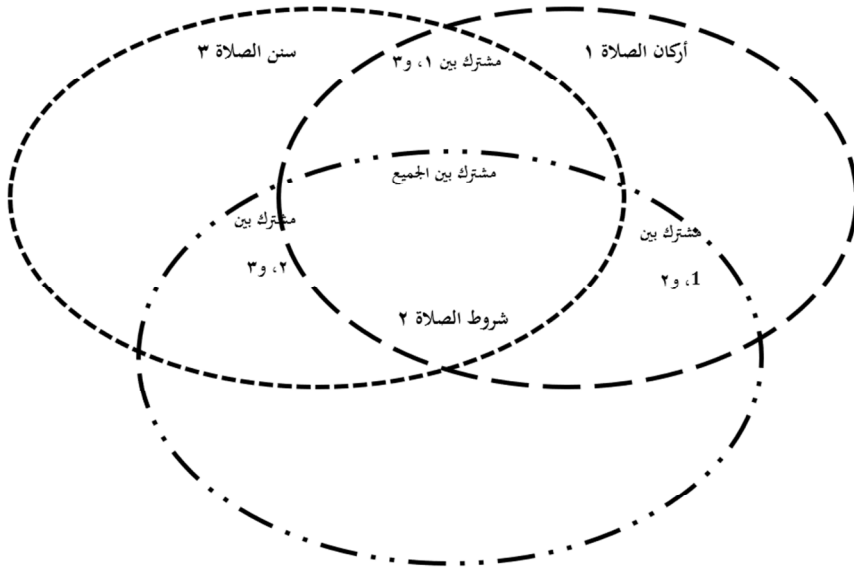 أركان الصلاة ١
سنن الصلاة ٣
مشترك بين ١، و٣
مشترك بين الجميع
مشترك بين
1، و٢
مشترك بين
٢، و٣
شروط الصلاة ٢